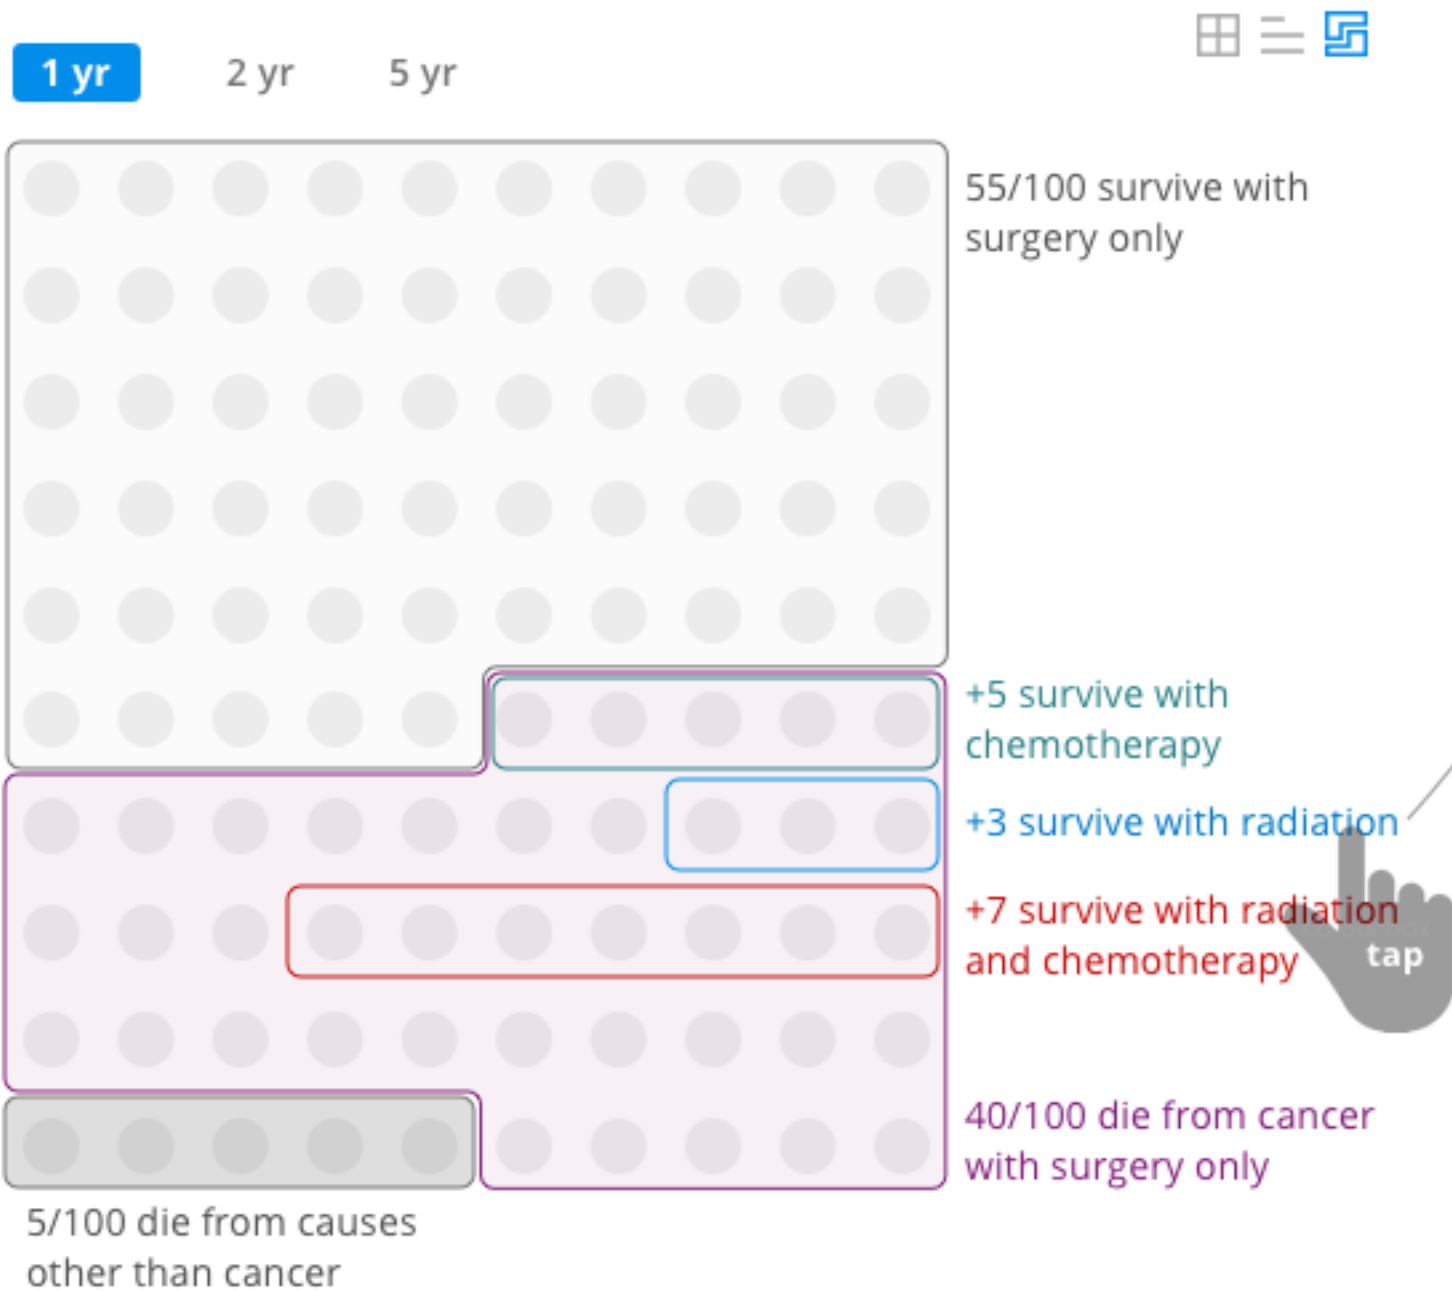 1 yr 2 yr 5 yr
55/100 survive with
surgery only
+5 survive with
chemotherapy
+3 survive with radiation
+7 survive with radiation
and chemotherapy
tap
40/100 die from cancer
with surgery only
5/100 die from causes
other than cancer